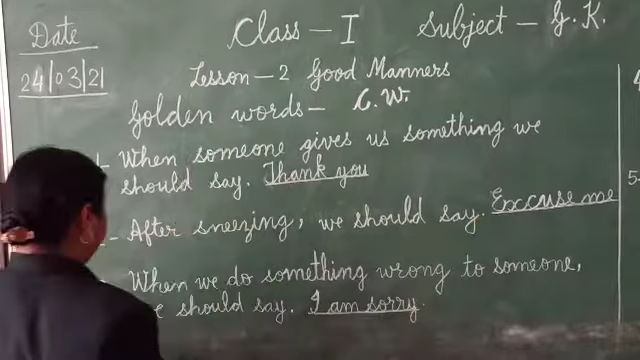 Date
24/03/21
Class - I Subject - G.K.
Lesson - 2 Good Manners
Golden words - C.W.
1- When someone gives us something we
should say. Thank you
- After sneezing, we should say. Excuse me
When we do something wrong to someone,
should say. I am sorry.
5-